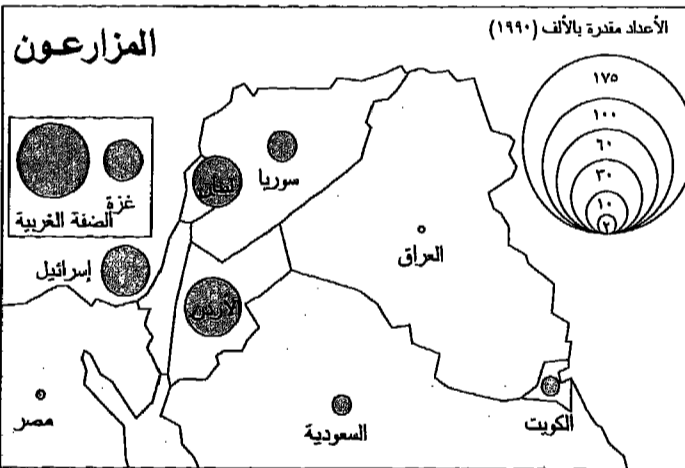 الأعداد مقدرة بالألف (١٩٩٠)
المزارعون
١٧٥
١٠٠
٦٠
٣٠
١٠
٢
سوريا
لبنان
غزة
الضفة الغربية
إسرائيل
العراق
الأردن
مصر
السعودية
الكويت